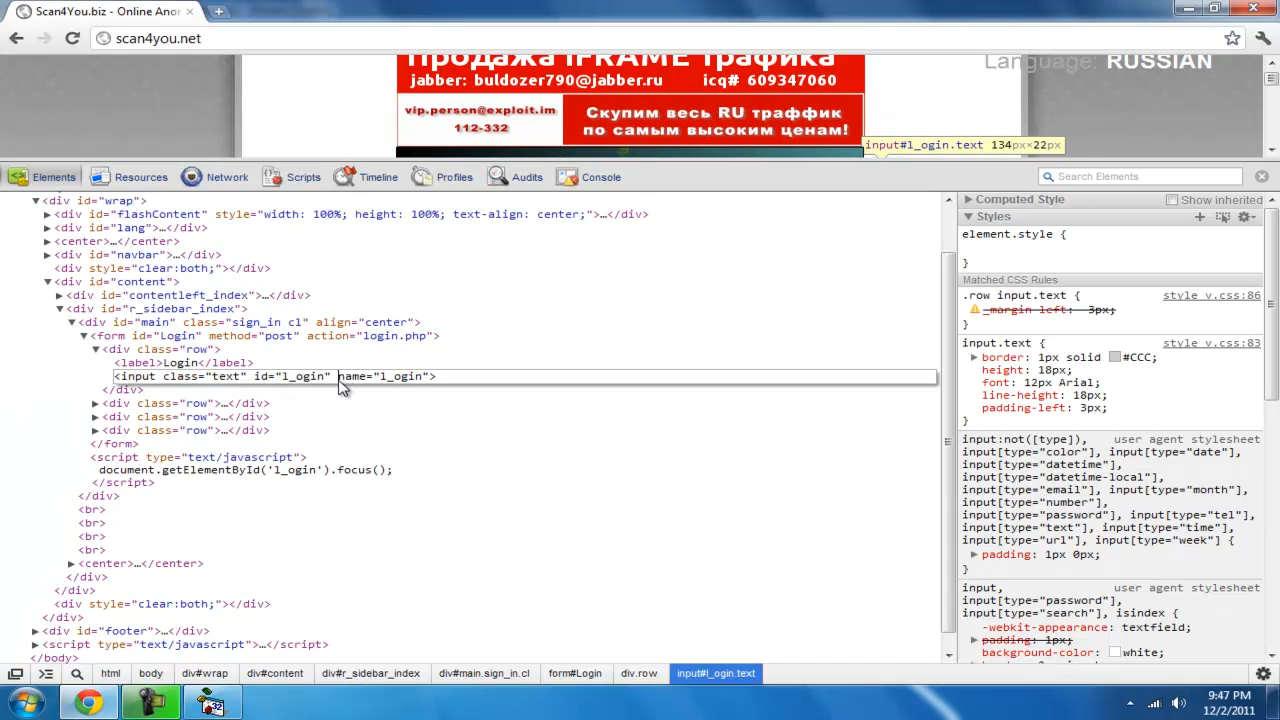 Scan4You.biz - Online Anor
scan4you.net
Продажа IFRAME трафика
jabber: buldozer790@jabber.ru icq# 609347060
Language: RUSSIAN
vip.person@exploit.im
112-332
Скупим весь RU траффик
по самым высоким ценам!
input#l_ogin.text 134px×22px
Elements Resources Network Scripts Timeline Profiles Audits Console Search Elements
<div id="wrap">
<div id="flashContent" style="width: 100%; height: 100%; text-align: center;">…</div>
<div id="lang">…</div>
<center>…</center>
<div id="navbar">…</div>
<div style="clear:both;"></div>
<div id="content">
<div id="contentleft_index">…</div>
<div id="r_sidebar_index">
<div id="main" class="sign_in cl" align="center">
<form id="Login" method="post" action="login.php">
<div class="row">
<label>Login</label>
<input class="text" id="l_ogin" name="l_ogin">
</div>
<div class="row">…</div>
<div class="row">…</div>
<div class="row">…</div>
</form>
<script type="text/javascript">
document.getElementById('l_ogin').focus();
</script>
</div>
<br>
<br>
<br>
<br>
<center>…</center>
</div>
</div>
<div style="clear:both;"></div>
</div>
<div id="footer">…</div>
<script type="text/javascript">…</script>
</body>
Computed Style Show inherited
Styles
element.style {
}
Matched CSS Rules
.row input.text { style_v.css:86
_margin-left: -3px;
}
input.text { style_v.css:83
border: 1px solid #CCC;
height: 18px;
font: 12px Arial;
line-height: 18px;
padding-left: 3px;
}
input:not([type]), user agent stylesheet
input[type="color"], input[type="date"],
input[type="datetime"],
input[type="datetime-local"],
input[type="email"], input[type="month"],
input[type="number"],
input[type="password"], input[type="tel"],
input[type="text"], input[type="time"],
input[type="url"], input[type="week"] {
padding: 1px 0px;
}
input, user agent stylesheet
input[type="password"],
input[type="search"], isindex {
-webkit-appearance: textfield;
padding: 1px;
background-color: white;
html body div#wrap div#content div#r_sidebar_index div#main.sign_in.cl form#Login div.row input#l_ogin.text
32
9:47 PM
12/2/2011